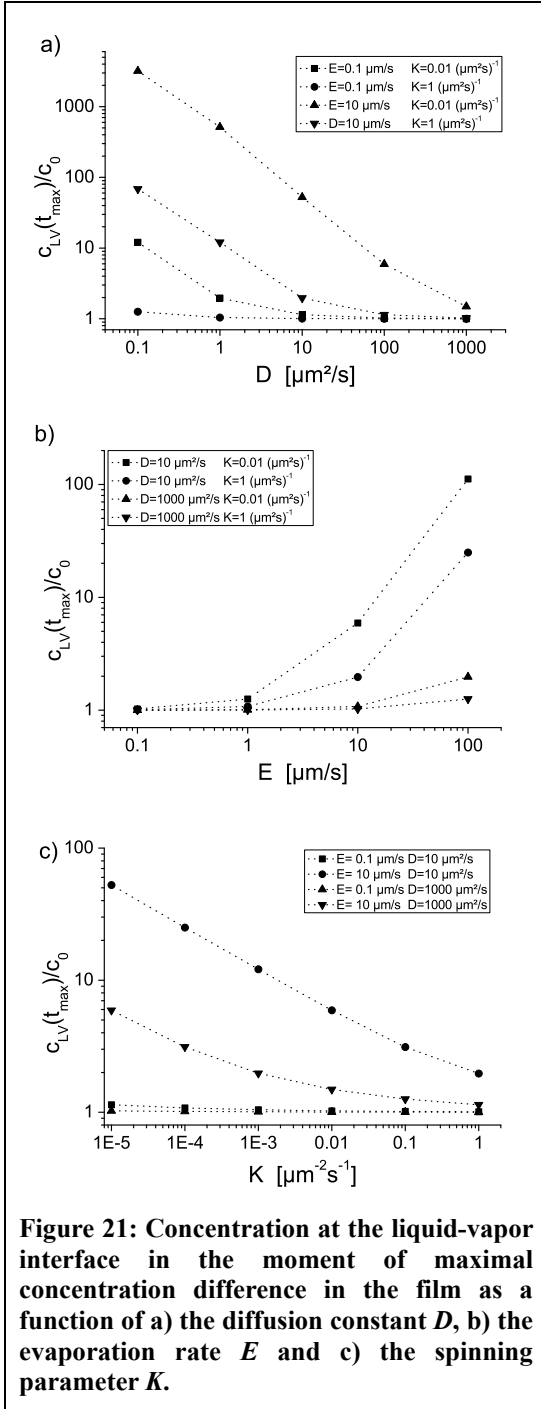 a)
E=0.1 µm/s K=0.01 (µm²s)⁻¹
E=0.1 µm/s K=1 (µm²s)⁻¹
E=10 µm/s K=0.01 (µm²s)⁻¹
D=10 µm/s K=1 (µm²s)⁻¹
1000
100
10
1
c_LV(t_max)/c_0
0.1 1 10 100 1000
D [µm²/s]
b)
D=10 µm²/s K=0.01 (µm²s)⁻¹
D=10 µm²/s K=1 (µm²s)⁻¹
D=1000 µm²/s K=0.01 (µm²s)⁻¹
D=1000 µm²/s K=1 (µm²s)⁻¹
100
10
1
c_LV(t_max)/c_0
0.1 1 10 100
E [µm/s]
c)
E= 0.1 µm/s D=10 µm²/s
E= 10 µm/s D=10 µm²/s
E= 0.1 µm/s D=1000 µm²/s
E= 10 µm/s D=1000 µm²/s
100
10
1
c_LV(t_max)/c_0
1E-5 1E-4 1E-3 0.01 0.1 1
K [µm⁻²s⁻¹]
Figure 21: Concentration at the liquid-vapor
interface in the moment of maximal
concentration difference in the film as a
function of a) the diffusion constant D, b) the
evaporation rate E and c) the spinning
parameter K.